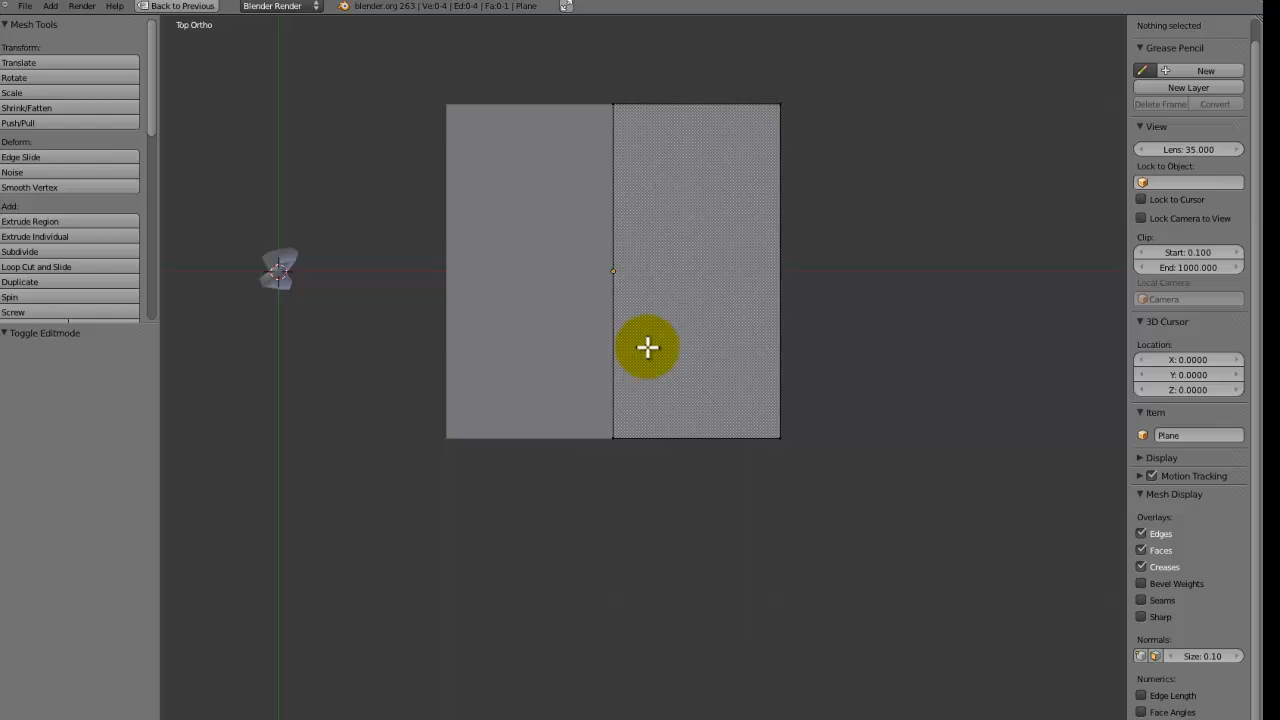 File Add Render Help Back to Previous Blender Render blender.org 263 | Ve:0-4 | Ed:0-4 | Fa:0-1 | Plane
Mesh Tools
Transform:
Translate
Rotate
Scale
Shrink/Fatten
Push/Pull
Deform:
Edge Slide
Noise
Smooth Vertex
Add:
Extrude Region
Extrude Individual
Subdivide
Loop Cut and Slide
Duplicate
Spin
Screw
Toggle Editmode
Top Ortho
Nothing selected
Grease Pencil
New
New Layer
Delete Frame Convert
View
Lens: 35.000
Lock to Object:
Lock to Cursor
Lock Camera to View
Clip:
Start: 0.100
End: 1000.000
Local Camera:
Camera
3D Cursor
Location:
X: 0.0000
Y: 0.0000
Z: 0.0000
Item
Plane
Display
Motion Tracking
Mesh Display
Overlays:
Edges
Faces
Creases
Bevel Weights
Seams
Sharp
Normals:
Size: 0.10
Numerics:
Edge Length
Face Angles